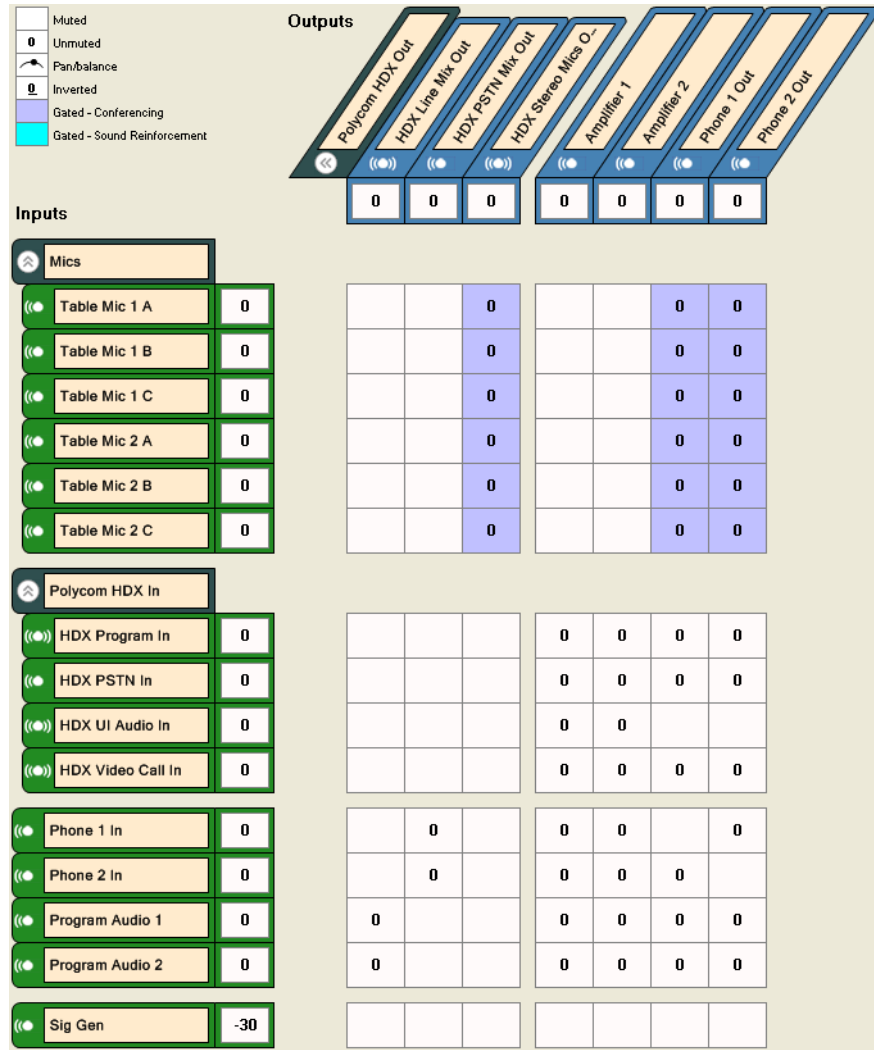 Muted
0 Unmuted
Pan/balance
0 Inverted
Gated - Conferencing
Gated - Sound Reinforcement
Outputs
Polycom HDX Out
HDX Line Mix Out
HDX PSTN Mix Out
HDX Stereo Mics O...
Amplifier 1
Amplifier 2
Phone 1 Out
Phone 2 Out
0 0 0 0 0 0 0
Inputs
Mics
Table Mic 1 A 0 0 0 0
Table Mic 1 B 0 0 0 0
Table Mic 1 C 0 0 0 0
Table Mic 2 A 0 0 0 0
Table Mic 2 B 0 0 0 0
Table Mic 2 C 0 0 0 0
Polycom HDX In
HDX Program In 0 0 0 0 0
HDX PSTN In 0 0 0 0 0
HDX UI Audio In 0 0 0
HDX Video Call In 0 0 0 0 0
Phone 1 In 0 0 0 0 0
Phone 2 In 0 0 0 0 0
Program Audio 1 0 0 0 0 0 0
Program Audio 2 0 0 0 0 0 0
Sig Gen -30